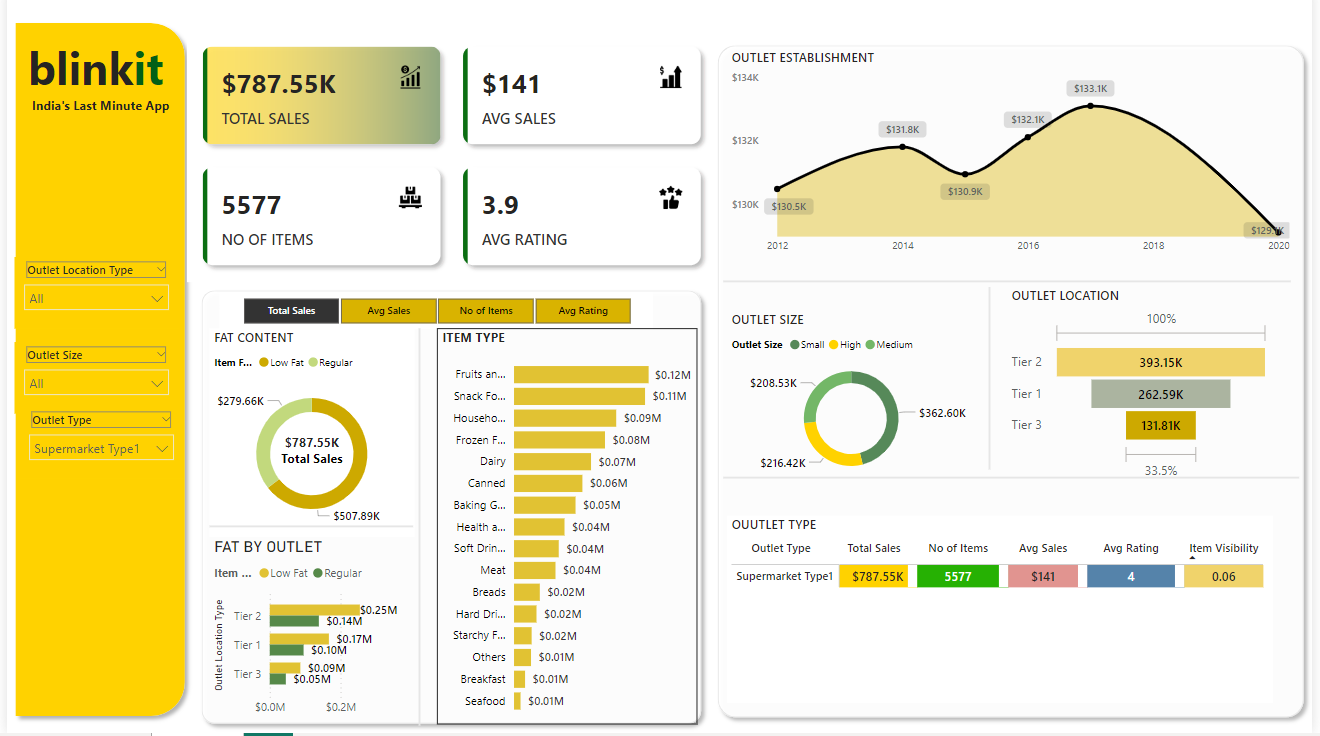 blinkit
India's Last Minute App
Outlet Location Type
All
Outlet Size
All
Outlet Type
Supermarket Type1
$787.55K
TOTAL SALES
$141
AVG SALES
5577
NO OF ITEMS
3.9
AVG RATING
Total Sales
Avg Sales
No of Items
Avg Rating
FAT CONTENT
Item F...
Low Fat
Regular
$279.66K
$787.55K
Total Sales
$507.89K
FAT BY OUTLET
Item ...
Low Fat
Regular
Outlet Location Type
Tier 2
$0.25M
$0.14M
Tier 1
$0.17M
$0.10M
Tier 3
$0.09M
$0.05M
$0.0M
$0.2M
ITEM TYPE
Fruits an...
$0.12M
Snack Fo...
$0.11M
Househo...
$0.09M
Frozen F...
$0.08M
Dairy
$0.07M
Canned
$0.06M
Baking G...
$0.05M
Health a...
$0.04M
Soft Drin...
$0.04M
Meat
$0.04M
Breads
$0.02M
Hard Dri...
$0.02M
Starchy F...
$0.02M
Others
$0.01M
Breakfast
$0.01M
Seafood
$0.01M
OUTLET ESTABLISHMENT
$134K
$132K
$130K
$130.5K
$131.8K
$130.9K
$132.1K
$133.1K
2012
2014
2016
2018
2020
OUTLET SIZE
Outlet Size
Small
High
Medium
$208.53K
$362.60K
$216.42K
OUTLET LOCATION
100%
Tier 2
393.15K
Tier 1
262.59K
Tier 3
131.81K
33.5%
OUUTLET TYPE
Outlet Type
Total Sales
No of Items
Avg Sales
Avg Rating
Item Visibility
Supermarket Type1
$787.55K
5577
$141
4
0.06